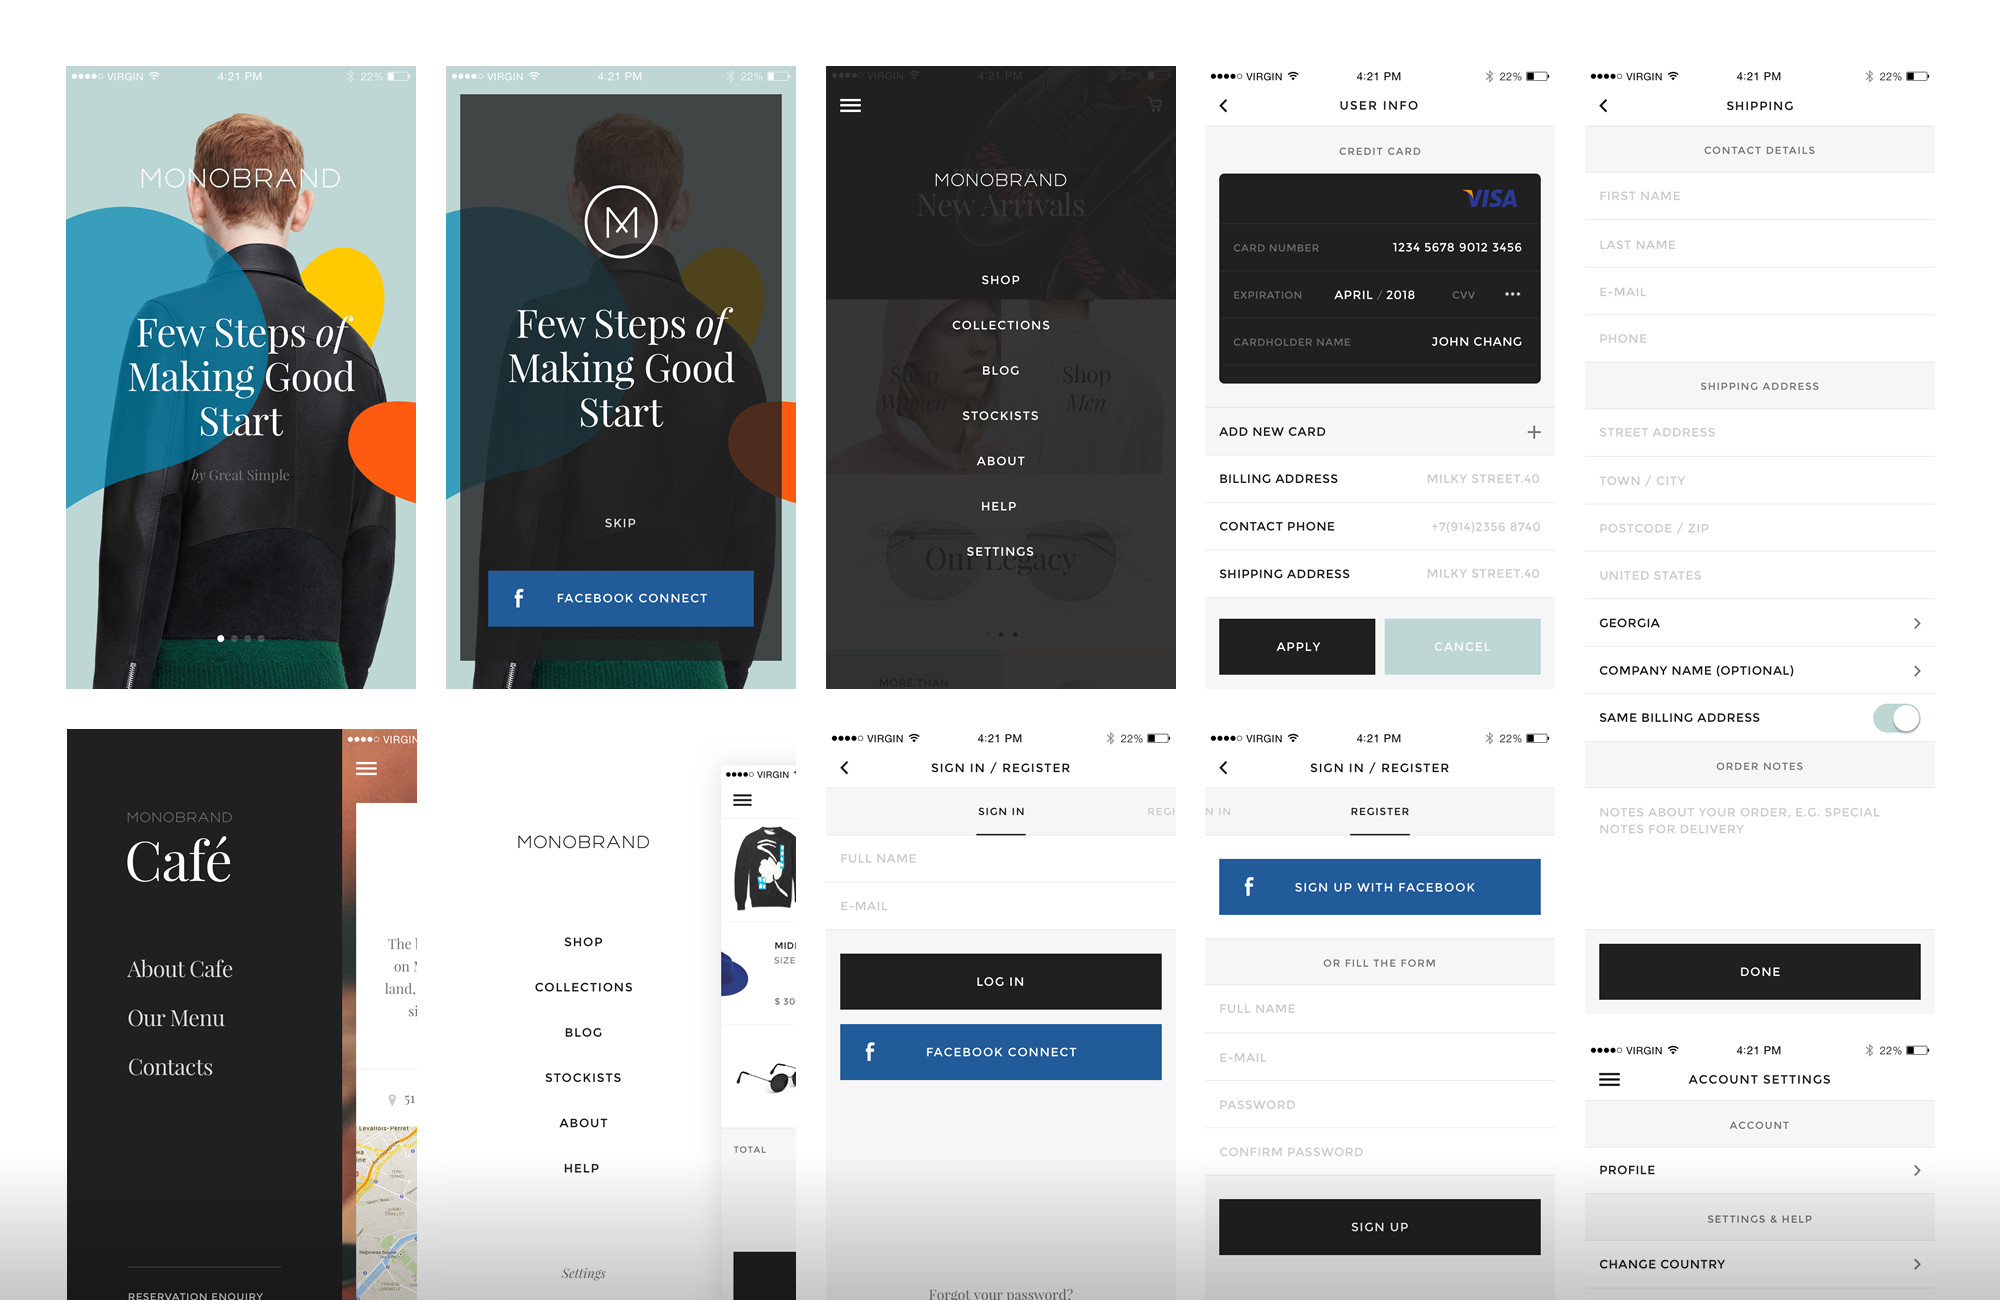 VIRGIN 4:21 PM 22%
MONOBRAND
Few Steps of
Making Good
Start
by Great Simple
VIRGIN 4:21 PM 22%
M
Few Steps of
Making Good
Start
SKIP
f FACEBOOK CONNECT
VIRGIN 4:21 PM 22%
MONOBRAND
New Arrivals
SHOP
COLLECTIONS
BLOG
Shop
Women
Shop
Men
STOCKISTS
ABOUT
HELP
SETTINGS
Our Legacy
MORE THAN
VIRGIN 4:21 PM 22%
USER INFO
CREDIT CARD
VISA
CARD NUMBER 1234 5678 9012 3456
EXPIRATION APRIL / 2018 CVV ***
CARDHOLDER NAME JOHN CHANG
ADD NEW CARD
BILLING ADDRESS MILKY STREET.40
CONTACT PHONE +7(914)2356 8740
SHIPPING ADDRESS MILKY STREET.40
APPLY CANCEL
VIRGIN 4:21 PM 22%
SHIPPING
CONTACT DETAILS
FIRST NAME
LAST NAME
E-MAIL
PHONE
SHIPPING ADDRESS
STREET ADDRESS
TOWN / CITY
POSTCODE / ZIP
UNITED STATES
GEORGIA
COMPANY NAME (OPTIONAL)
SAME BILLING ADDRESS
ORDER NOTES
NOTES ABOUT YOUR ORDER, E.G. SPECIAL
NOTES FOR DELIVERY
DONE
MONOBRAND
Café
About Cafe
Our Menu
Contacts
RESERVATION ENQUIRY
VIRGIN
The
on
land,
si
51
Levallois-Perret
MONOBRAND
SHOP
COLLECTIONS
BLOG
STOCKISTS
ABOUT
HELP
Settings
VIRGIN
MIDI
SIZE
$ 30
TOTAL
VIRGIN 4:21 PM 22%
SIGN IN / REGISTER
SIGN IN REGI
FULL NAME
E-MAIL
LOG IN
f FACEBOOK CONNECT
Forgot your password?
VIRGIN 4:21 PM 22%
SIGN IN / REGISTER
N IN REGISTER
f SIGN UP WITH FACEBOOK
OR FILL THE FORM
FULL NAME
E-MAIL
PASSWORD
CONFIRM PASSWORD
SIGN UP
VIRGIN 4:21 PM 22%
ACCOUNT SETTINGS
ACCOUNT
PROFILE
SETTINGS & HELP
CHANGE COUNTRY